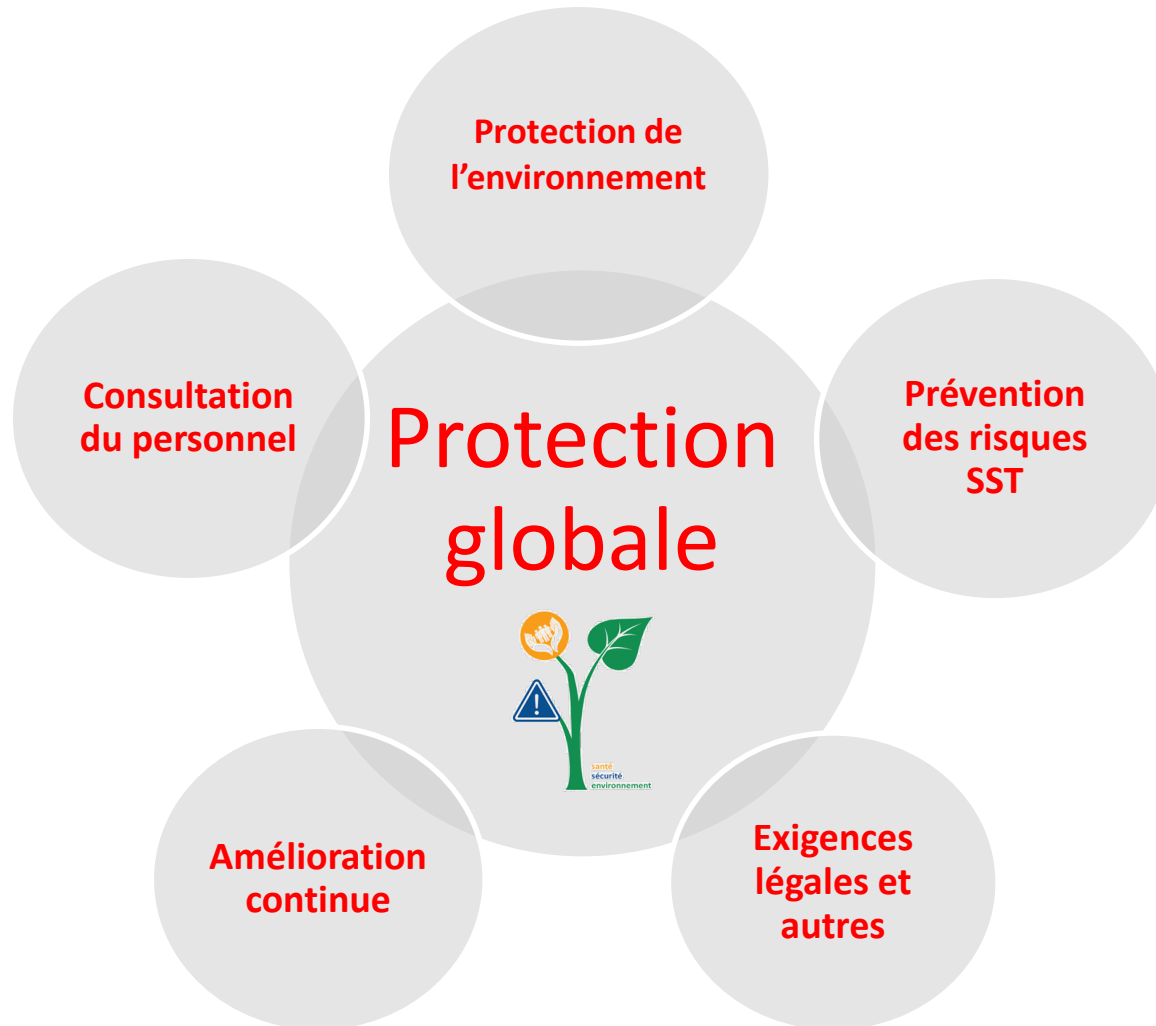 Protection de
l’environnement
Consultation
du personnel
Prévention
des risques
SST
Protection
globale
santé
sécurité
environnement
Amélioration
continue
Exigences
légales et
autres